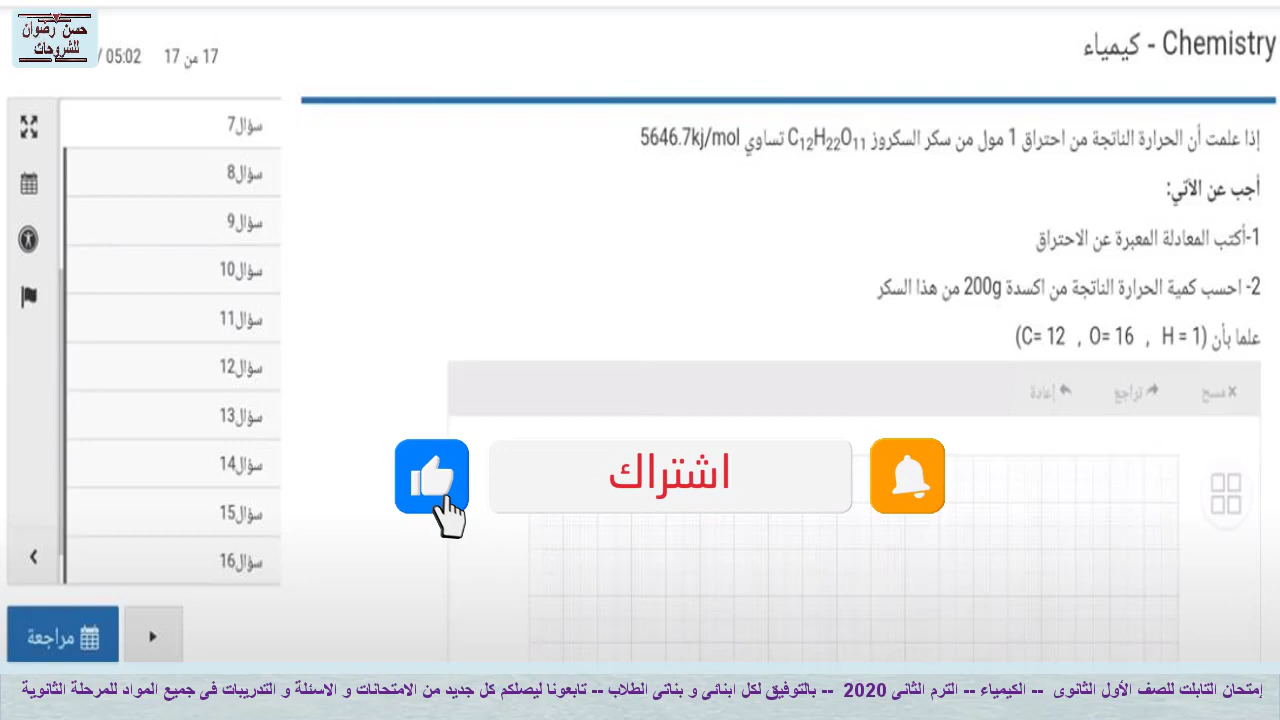 حسن رضوان
للشروحات
Chemistry - كيمياء
17 من 17
05:02 /
إذا علمت أن الحرارة الناتجة من احتراق 1 مول من سكر السكروز C₁₂H₂₂O₁₁ تساوي 5646.7kj/mol
أجب عن الآتي:
1-أكتب المعادلة المعبرة عن الاحتراق
2- احسب كمية الحرارة الناتجة من اكسدة 200g من هذا السكر
علما بأن (C= 12 , O= 16 , H = 1)
مسح
تراجع
إعادة
اشتراك
سؤال7
سؤال8
سؤال9
سؤال10
سؤال11
سؤال12
سؤال13
سؤال14
سؤال15
سؤال16
مراجعة
إمتحان التابلت للصف الأول الثانوى -- الكيمياء -- الترم الثانى 2020 -- بالتوفيق لكل ابنائى و بناتى الطلاب -- تابعونا ليصلكم كل جديد من الامتحانات و الاسئلة و التدريبات فى جميع المواد للمرحلة الثانوية